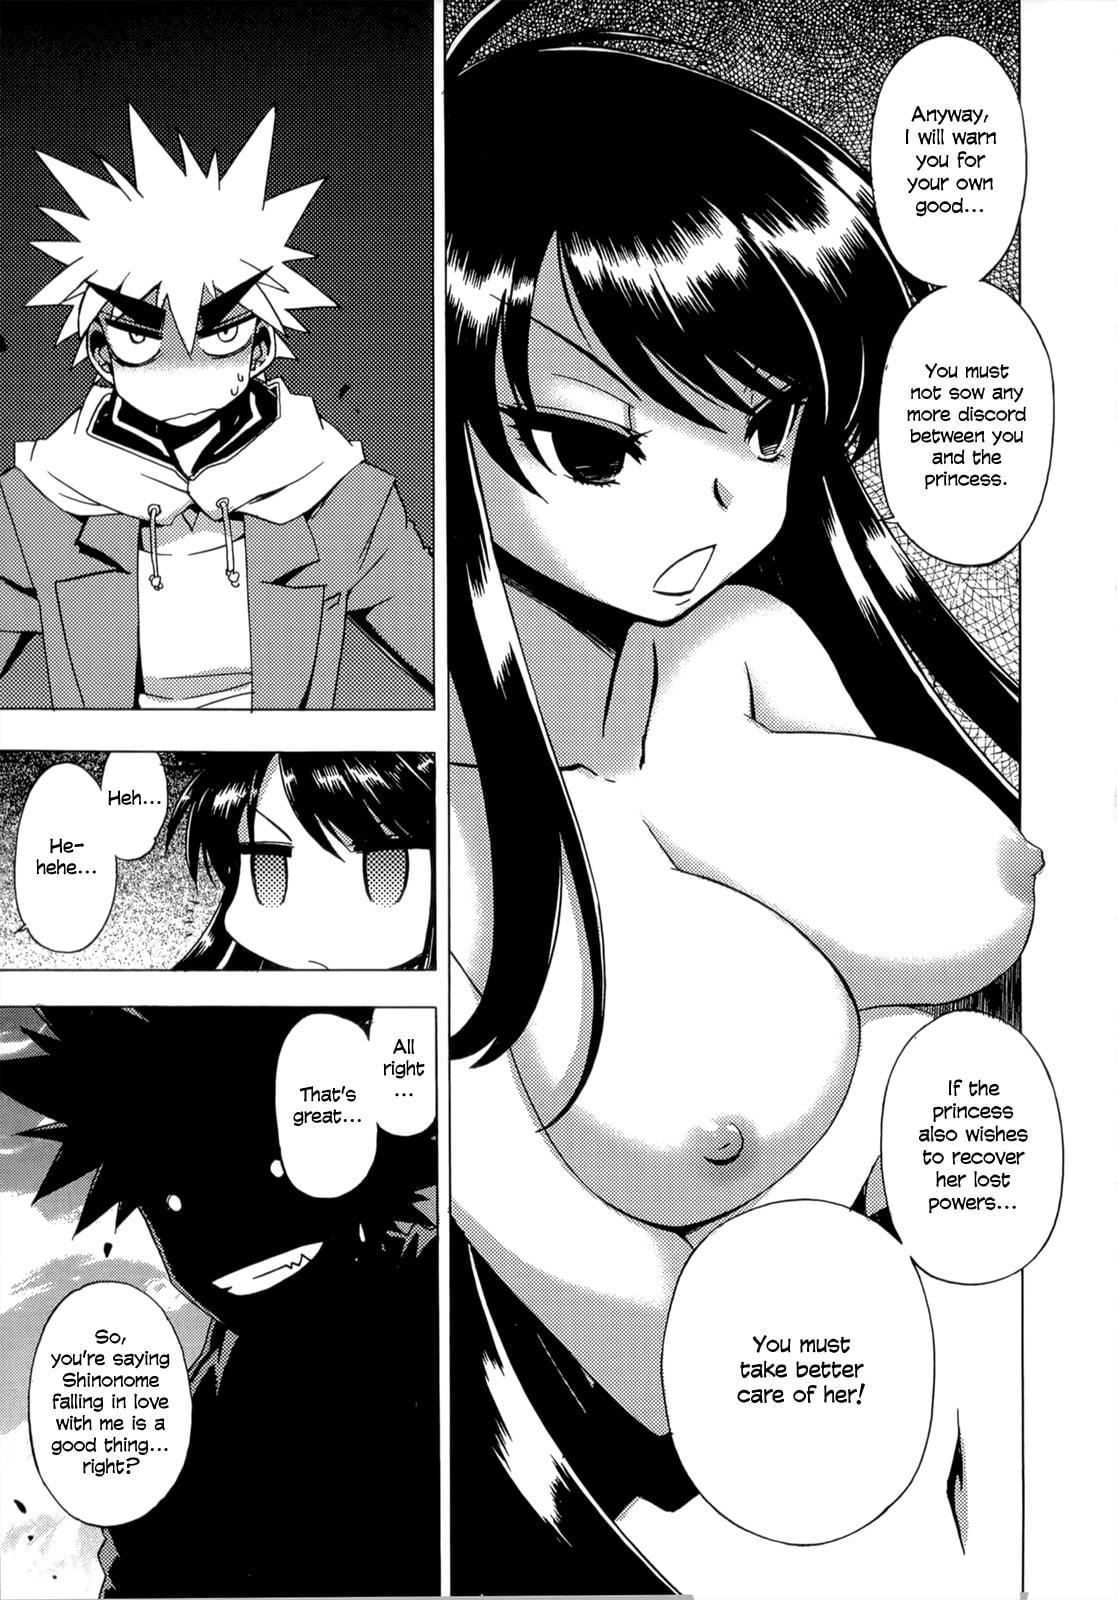 Anyway,
I will warn
you for
your own
good...
You must
not sow any
more discord
between you
and the
princess.
If the
princess
also wishes
to recover
her lost
powers...
You must
take better
care of her!
Heh...
He-
hehe...
All
right
...
That's
great...
So,
you're saying
Shinonome
falling in love
with me is a
good thing...
right?